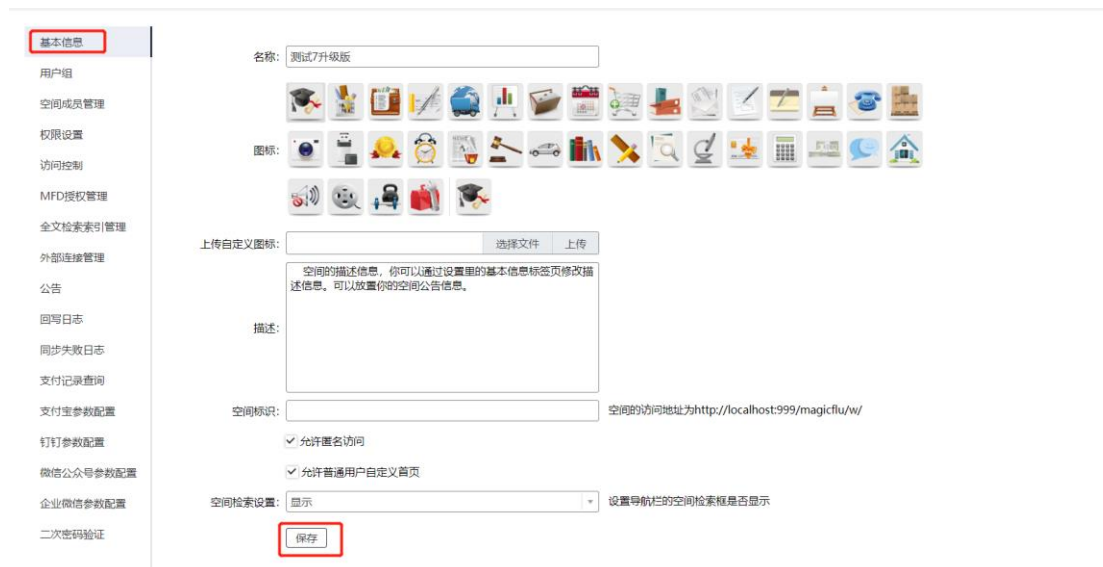 基本信息
用户组
空间成员管理
权限设置
访问控制
MFD授权管理
全文检索索引管理
外部连接管理
公告
回写日志
同步失败日志
支付记录查询
支付宝参数配置
钉钉参数配置
微信公众号参数配置
企业微信参数配置
二次密码验证
名称: 测试7升级版
图标:
上传自定义图标: 选择文件 上传
描述: 空间的描述信息，你可以通过设置里的基本信息标签页修改描
述信息。可以放置你的空间公告信息。
空间标识: 空间的访问地址为http://localhost:999/magicflu/w/
允许匿名访问
允许普通用户自定义首页
空间检索设置: 显示 设置导航栏的空间检索框是否显示
保存